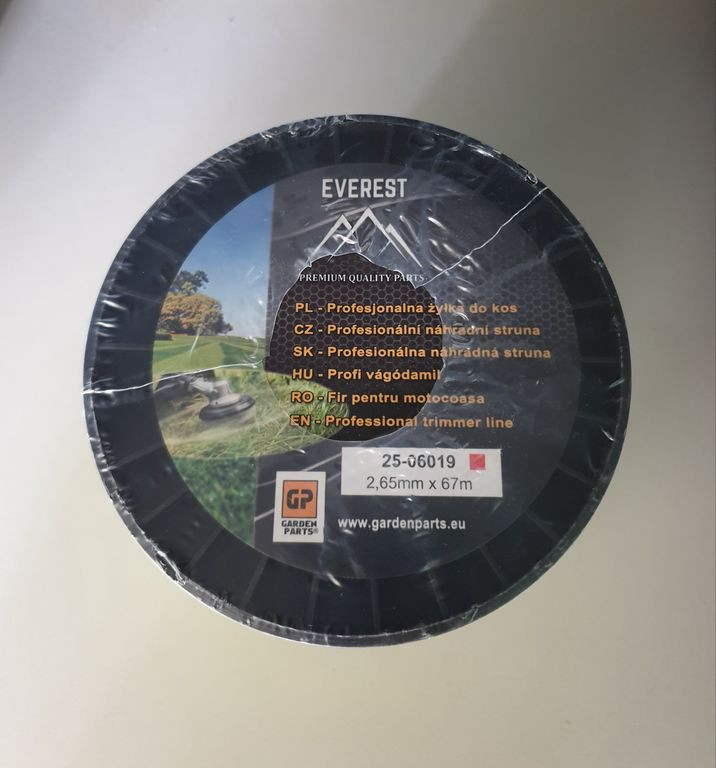 EVEREST
PREMIUM QUALITY PARTS
PL - Profesjonalna żyłka do kos
CZ - Profesionální náhradní struna
SK - Profesionálna náhradná struna
HU - Profi vágódamil
RO - Fir pentru motocoasa
EN - Professional trimmer line
25-06019
2,65mm x 67m
GP
GARDEN
PARTS®
www.gardenparts.eu